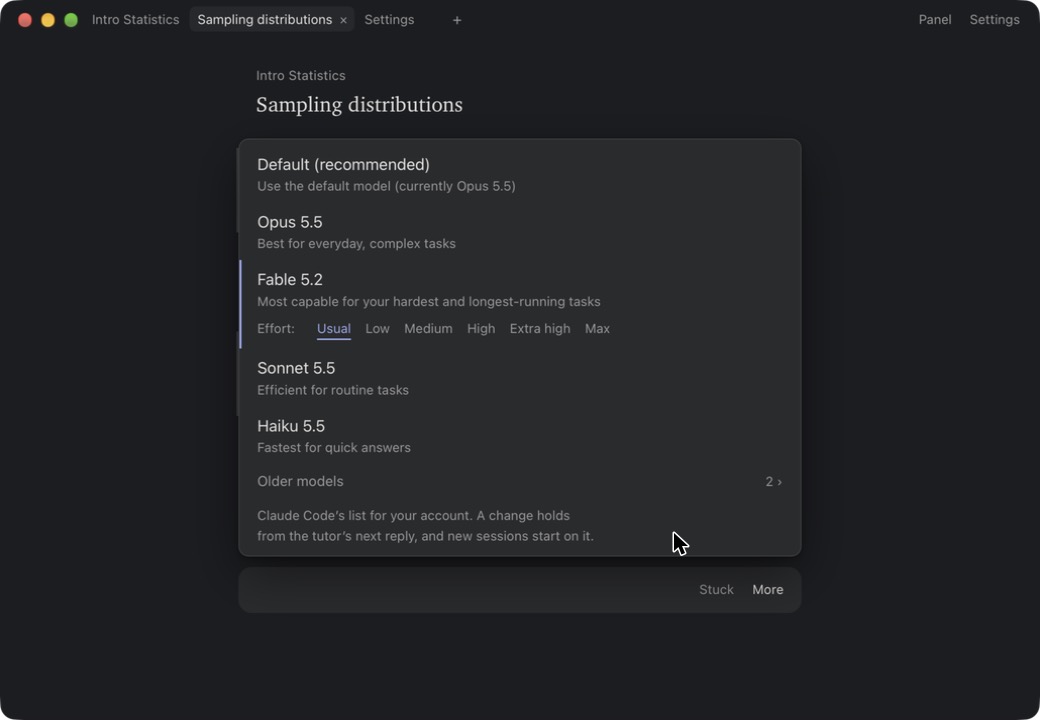 Intro Statistics
Sampling distributions ×
Settings
+
Panel
Settings
Intro Statistics
Sampling distributions
Default (recommended)
Use the default model (currently Opus 5.5)
Opus 5.5
Best for everyday, complex tasks
Fable 5.2
Most capable for your hardest and longest-running tasks
Effort: Usual Low Medium High Extra high Max
Sonnet 5.5
Efficient for routine tasks
Haiku 5.5
Fastest for quick answers
Older models 2 ›
Claude Code’s list for your account. A change holds
from the tutor’s next reply, and new sessions start on it.
Stuck More